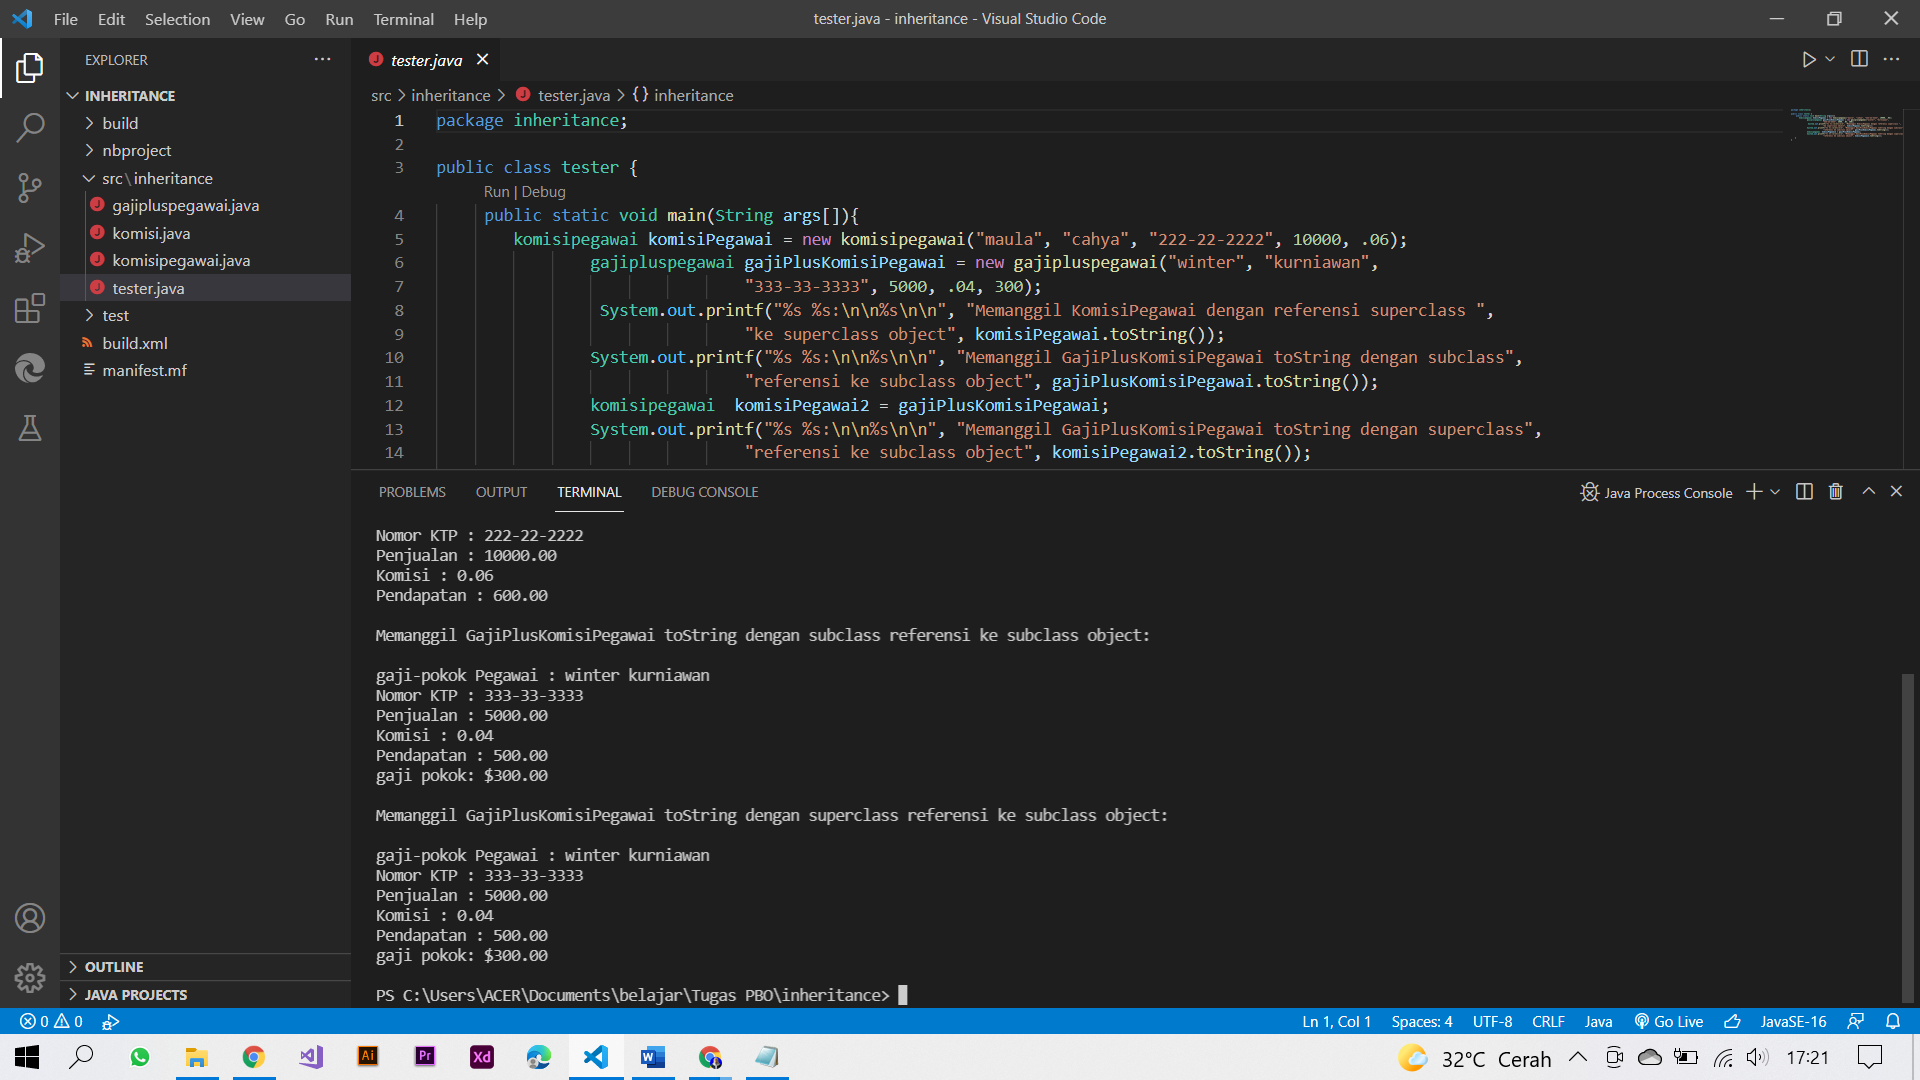 File Edit Selection View Go Run Terminal Help
tester.java - inheritance - Visual Studio Code
EXPLORER
INHERITANCE
build
nbproject
src\inheritance
gajipluspegawai.java
komisi.java
komisipegawai.java
tester.java
test
build.xml
manifest.mf
OUTLINE
JAVA PROJECTS
tester.java
src > inheritance > tester.java > {} inheritance
1 package inheritance;
2
3 public class tester {
Run | Debug
4 public static void main(String args[]){
5 komisipegawai komisiPegawai = new komisipegawai("maula", "cahya", "222-22-2222", 10000, .06);
6 gajipluspegawai gajiPlusKomisiPegawai = new gajipluspegawai("winter", "kurniawan",
7 "333-33-3333", 5000, .04, 300);
8 System.out.printf("%s %s:\n\n%s\n\n", "Memanggil KomisiPegawai dengan referensi superclass ",
9 "ke superclass object", komisiPegawai.toString());
10 System.out.printf("%s %s:\n\n%s\n\n", "Memanggil GajiPlusKomisiPegawai toString dengan subclass",
11 "referensi ke subclass object", gajiPlusKomisiPegawai.toString());
12 komisipegawai  komisiPegawai2 = gajiPlusKomisiPegawai;
13 System.out.printf("%s %s:\n\n%s\n\n", "Memanggil GajiPlusKomisiPegawai toString dengan superclass",
14 "referensi ke subclass object", komisiPegawai2.toString());
PROBLEMS OUTPUT TERMINAL DEBUG CONSOLE
Java Process Console
Nomor KTP : 222-22-2222
Penjualan : 10000.00
Komisi : 0.06
Pendapatan : 600.00
Memanggil GajiPlusKomisiPegawai toString dengan subclass referensi ke subclass object:
gaji-pokok Pegawai : winter kurniawan
Nomor KTP : 333-33-3333
Penjualan : 5000.00
Komisi : 0.04
Pendapatan : 500.00
gaji pokok: $300.00
Memanggil GajiPlusKomisiPegawai toString dengan superclass referensi ke subclass object:
gaji-pokok Pegawai : winter kurniawan
Nomor KTP : 333-33-3333
Penjualan : 5000.00
Komisi : 0.04
Pendapatan : 500.00
gaji pokok: $300.00
PS C:\Users\ACER\Documents\belajar\Tugas PBO\inheritance>
0 0
Ln 1, Col 1 Spaces: 4 UTF-8 CRLF Java Go Live JavaSE-16
Ai Pr Xd
32°C Cerah 17:21